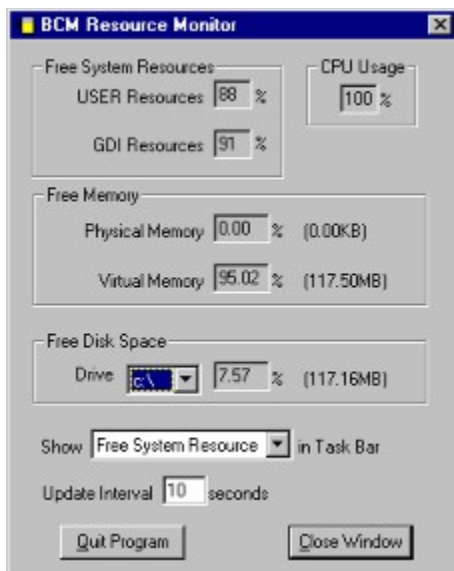 BCM Resource Monitor
Free System Resources
USER Resources 88 %
GDI Resources 91 %
CPU Usage
100 %
Free Memory
Physical Memory 0.00 % (0.00KB)
Virtual Memory 95.02 % (117.50MB)
Free Disk Space
Drive c:\ 7.57 % (117.16MB)
Show Free System Resource in Task Bar
Update Interval 10 seconds
Quit Program
Close Window